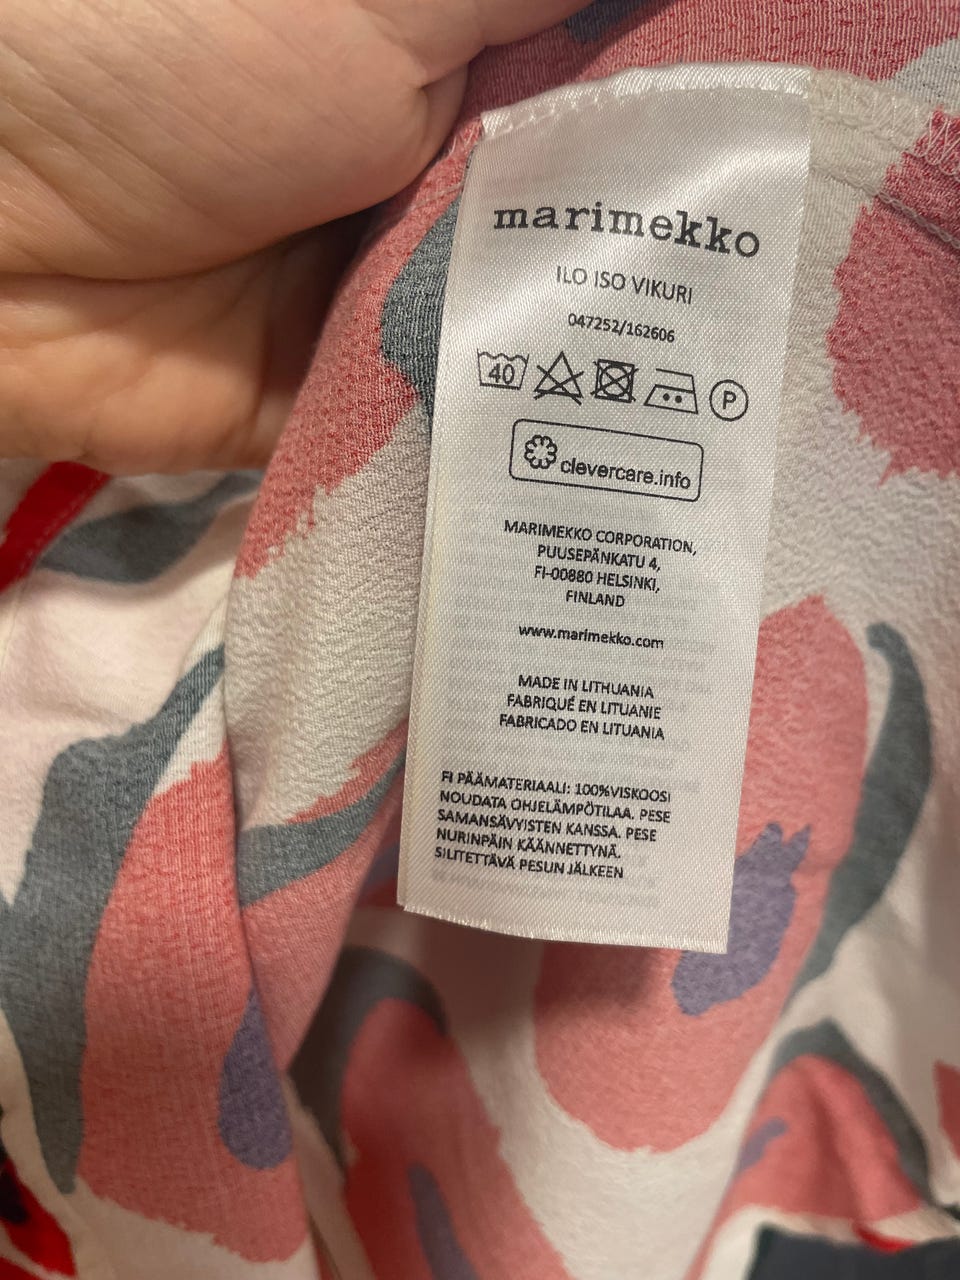 marimekko
ILO ISO VIKURI
047252/162606
40 P
clevercare.info
MARIMEKKO CORPORATION,
PUUSEPÄNKATU 4,
FI-00880 HELSINKI,
FINLAND
www.marimekko.com
MADE IN LITHUANIA
FABRIQUÉ EN LITUANIE
FABRICADO EN LITUANIA
FI PÄÄMATERIAALI: 100%VISKOOSI
NOUDATA OHJELÄMPÖTILAA. PESE
SAMANSÄVYISTEN KANSSA. PESE
NURINPÄIN KÄÄNNETTYNÄ.
SILITETTÄVÄ PESUN JÄLKEEN